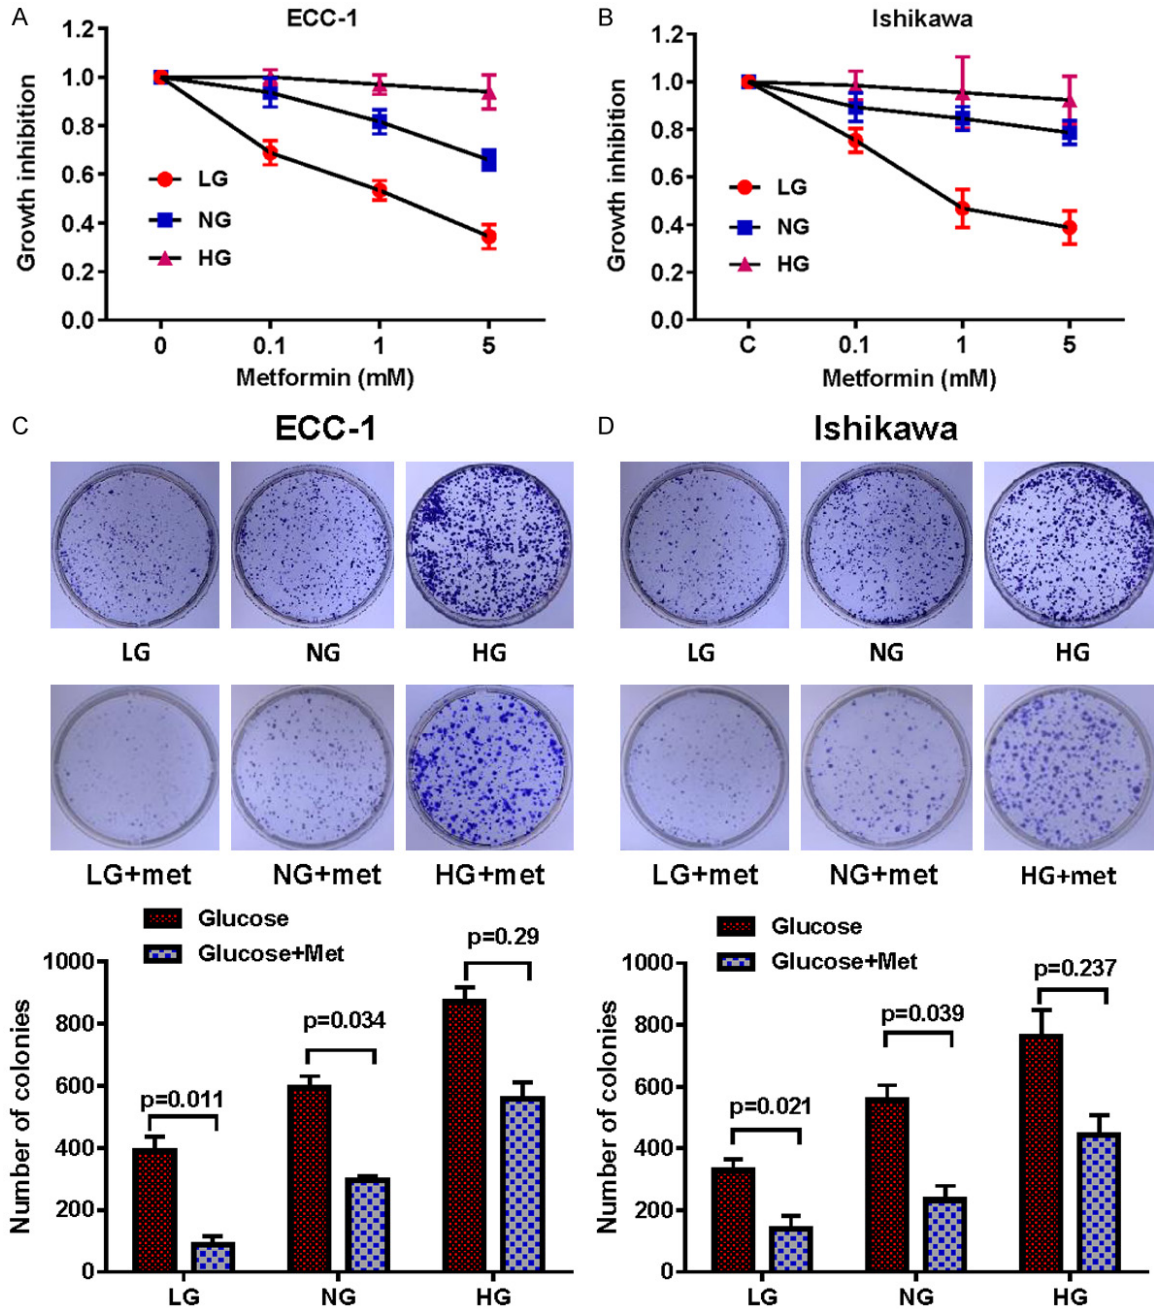 A
ECC-1
Growth inhibition
1.2
1.0
0.8
0.6
0.4
0.2
0.0
LG
NG
HG
0 0.1 1 5
Metformin (mM)
B
Ishikawa
Growth inhibition
1.2
1.0
0.8
0.6
0.4
0.2
0.0
LG
NG
HG
C 0.1 1 5
Metformin (mM)
C
ECC-1
LG NG HG
LG+met NG+met HG+met
Glucose
Glucose+Met
Number of colonies
1000
800
600
400
200
0
p=0.011
p=0.034
p=0.29
LG NG HG
D
Ishikawa
LG NG HG
LG+met NG+met HG+met
Glucose
Glucose+Met
Number of colonies
1000
800
600
400
200
0
p=0.021
p=0.039
p=0.237
LG NG HG